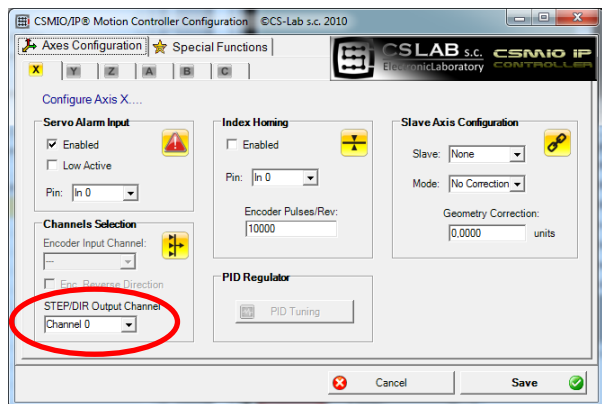 CSMIO/IP® Motion Controller Configuration ©CS-Lab s.c. 2010
Axes Configuration Special Functions
CSLAB s.c.
ElectronicLaboratory
CSMIO IP
CONTROLLER
X Y Z A B C
Configure Axis X....
Servo Alarm Input
Enabled
Low Active
Pin: In 0
Channels Selection
Encoder Input Channel:
---
Enc. Reverse Direction
STEP/DIR Output Channel
Channel 0
Index Homing
Enabled
Pin: In 0
Encoder Pulses/Rev:
10000
PID Regulator
PID Tuning
Slave Axis Configuration
Slave: None
Mode: No Correction
Geometry Correction:
0,0000 units
Cancel Save